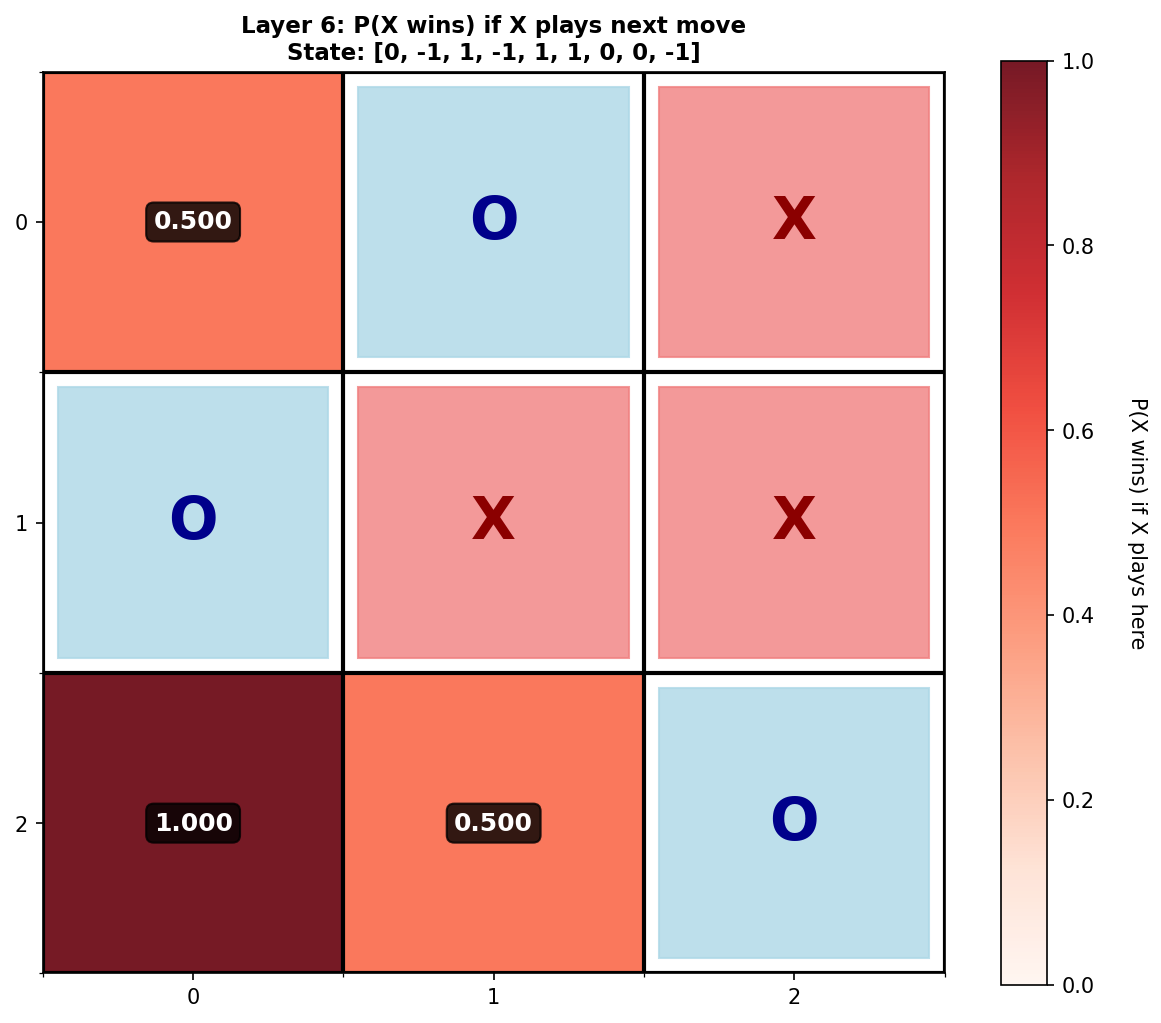 Layer 6: P(X wins) if X plays next move
State: [0, -1, 1, -1, 1, 1, 0, 0, -1]
0.500
O
X
O
X
X
1.000
0.500
O
0
1
2
0
1
2
1.0
0.8
0.6
0.4
0.2
0.0
P(X wins) if X plays here